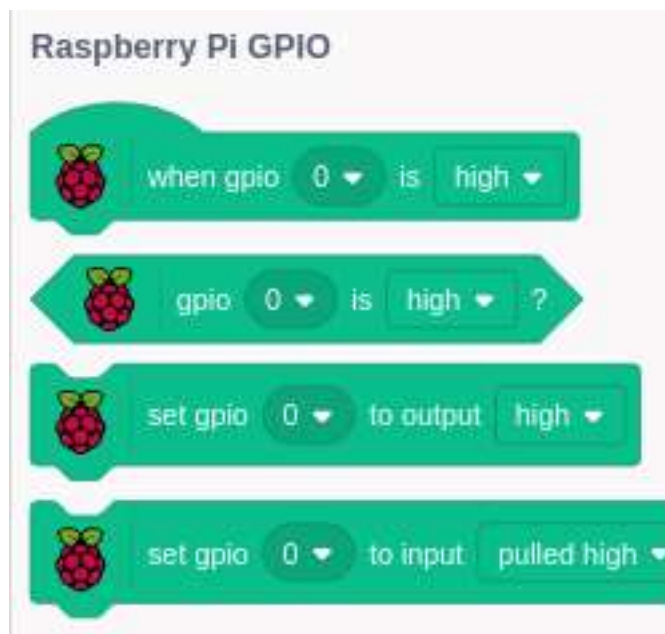 Raspberry Pi GPIO
when gpio 0 is high
gpio 0 is high ?
set gpio 0 to output high
set gpio 0 to input pulled high